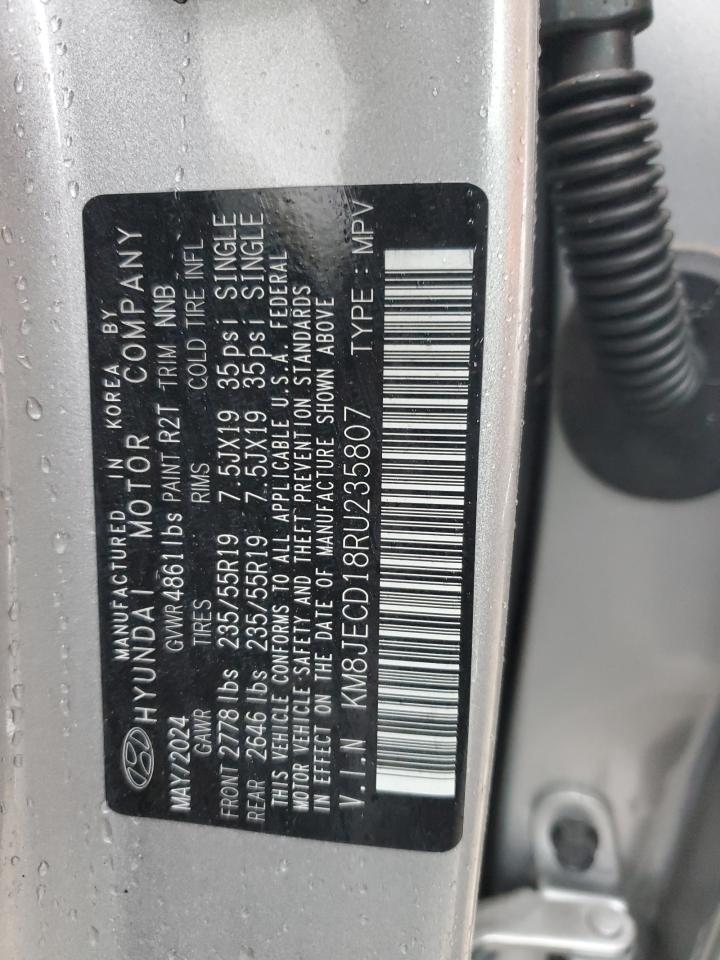 MANUFACTURED IN KOREA BY
HYUNDAI MOTOR COMPANY
MAY/2024 GVWR 4861lbs PAINT R2T TRIM NNB
GAWR TIRES RIMS COLD TIRE INFL
FRONT 2778 lbs 235/55R19 7.5JX19 35psi SINGLE
REAR 2646 lbs 235/55R19 7.5JX19 35psi SINGLE
THIS VEHICLE CONFORMS TO ALL APPLICABLE U.S.A. FEDERAL
MOTOR VEHICLE SAFETY AND THEFT PREVENTION STANDARDS
IN EFFECT ON THE DATE OF MANUFACTURE SHOWN ABOVE
V.I.N KM8JECD18RU235807 TYPE : MPV